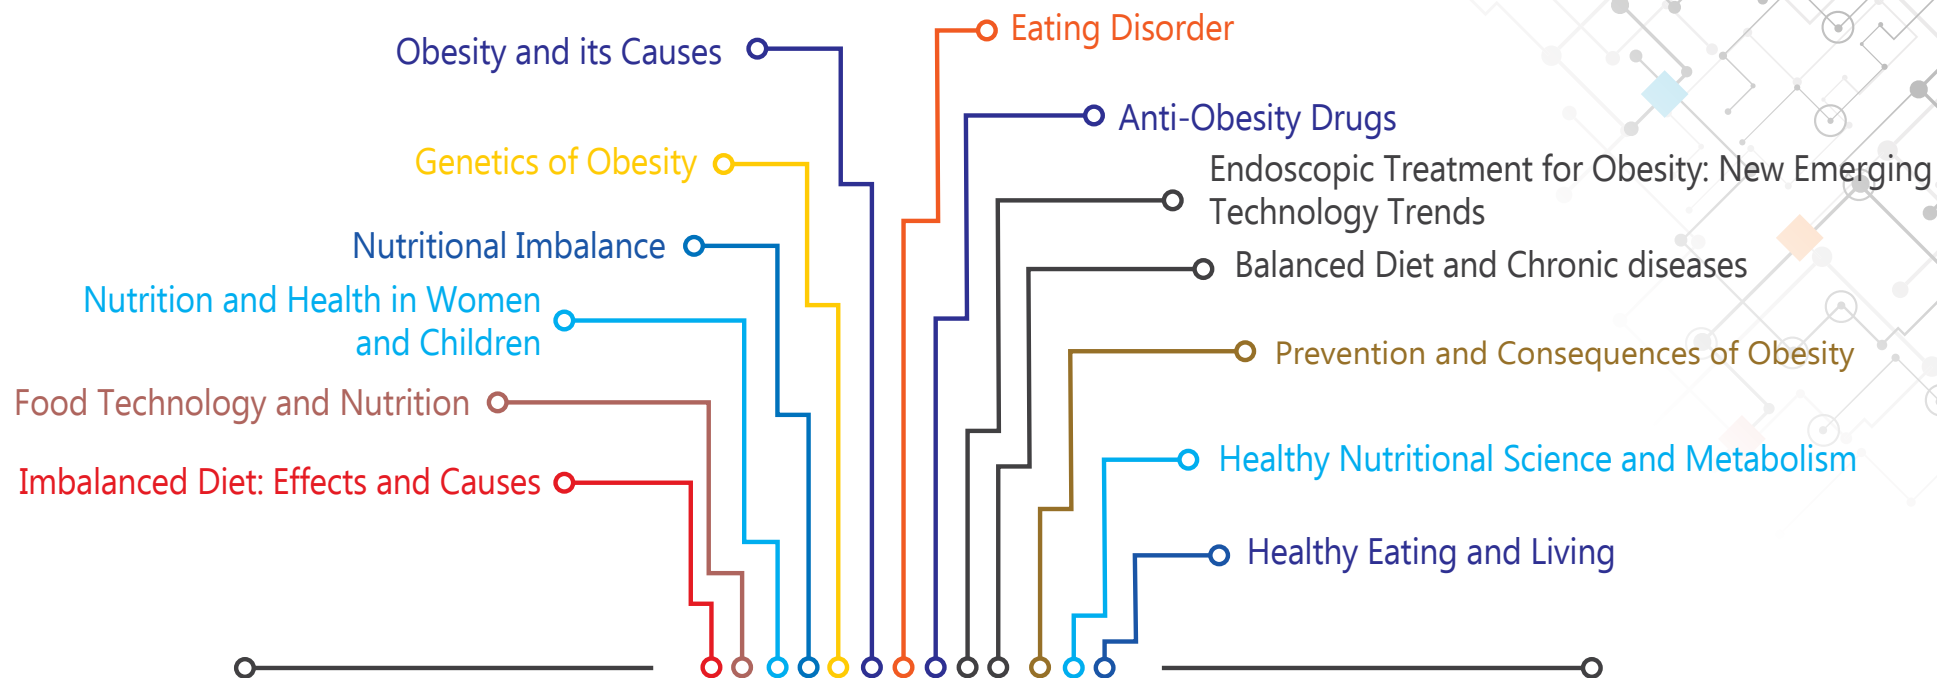 Obesity and its Causes
Genetics of Obesity
Nutritional Imbalance
Nutrition and Health in Women
and Children
Food Technology and Nutrition
Imbalanced Diet: Effects and Causes
Eating Disorder
Anti-Obesity Drugs
Endoscopic Treatment for Obesity: New Emerging
Technology Trends
Balanced Diet and Chronic diseases
Prevention and Consequences of Obesity
Healthy Nutritional Science and Metabolism
Healthy Eating and Living